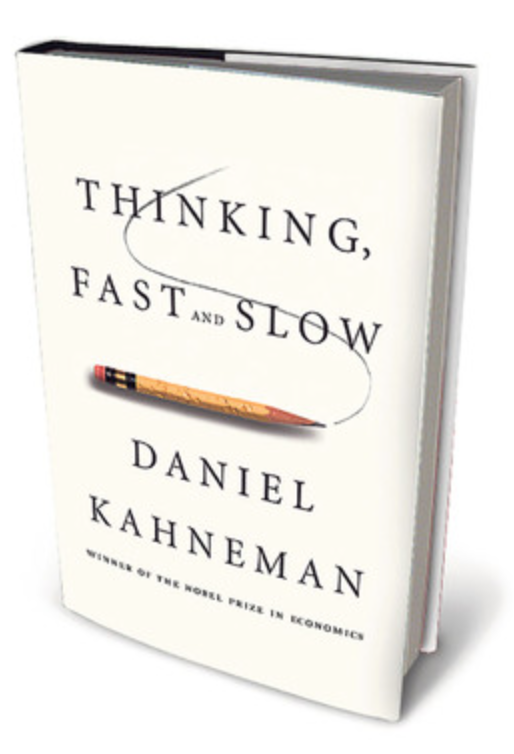 THINKING,
FAST AND SLOW
DANIEL
KAHNEMAN
WINNER OF THE NOBEL PRIZE IN ECONOMICS